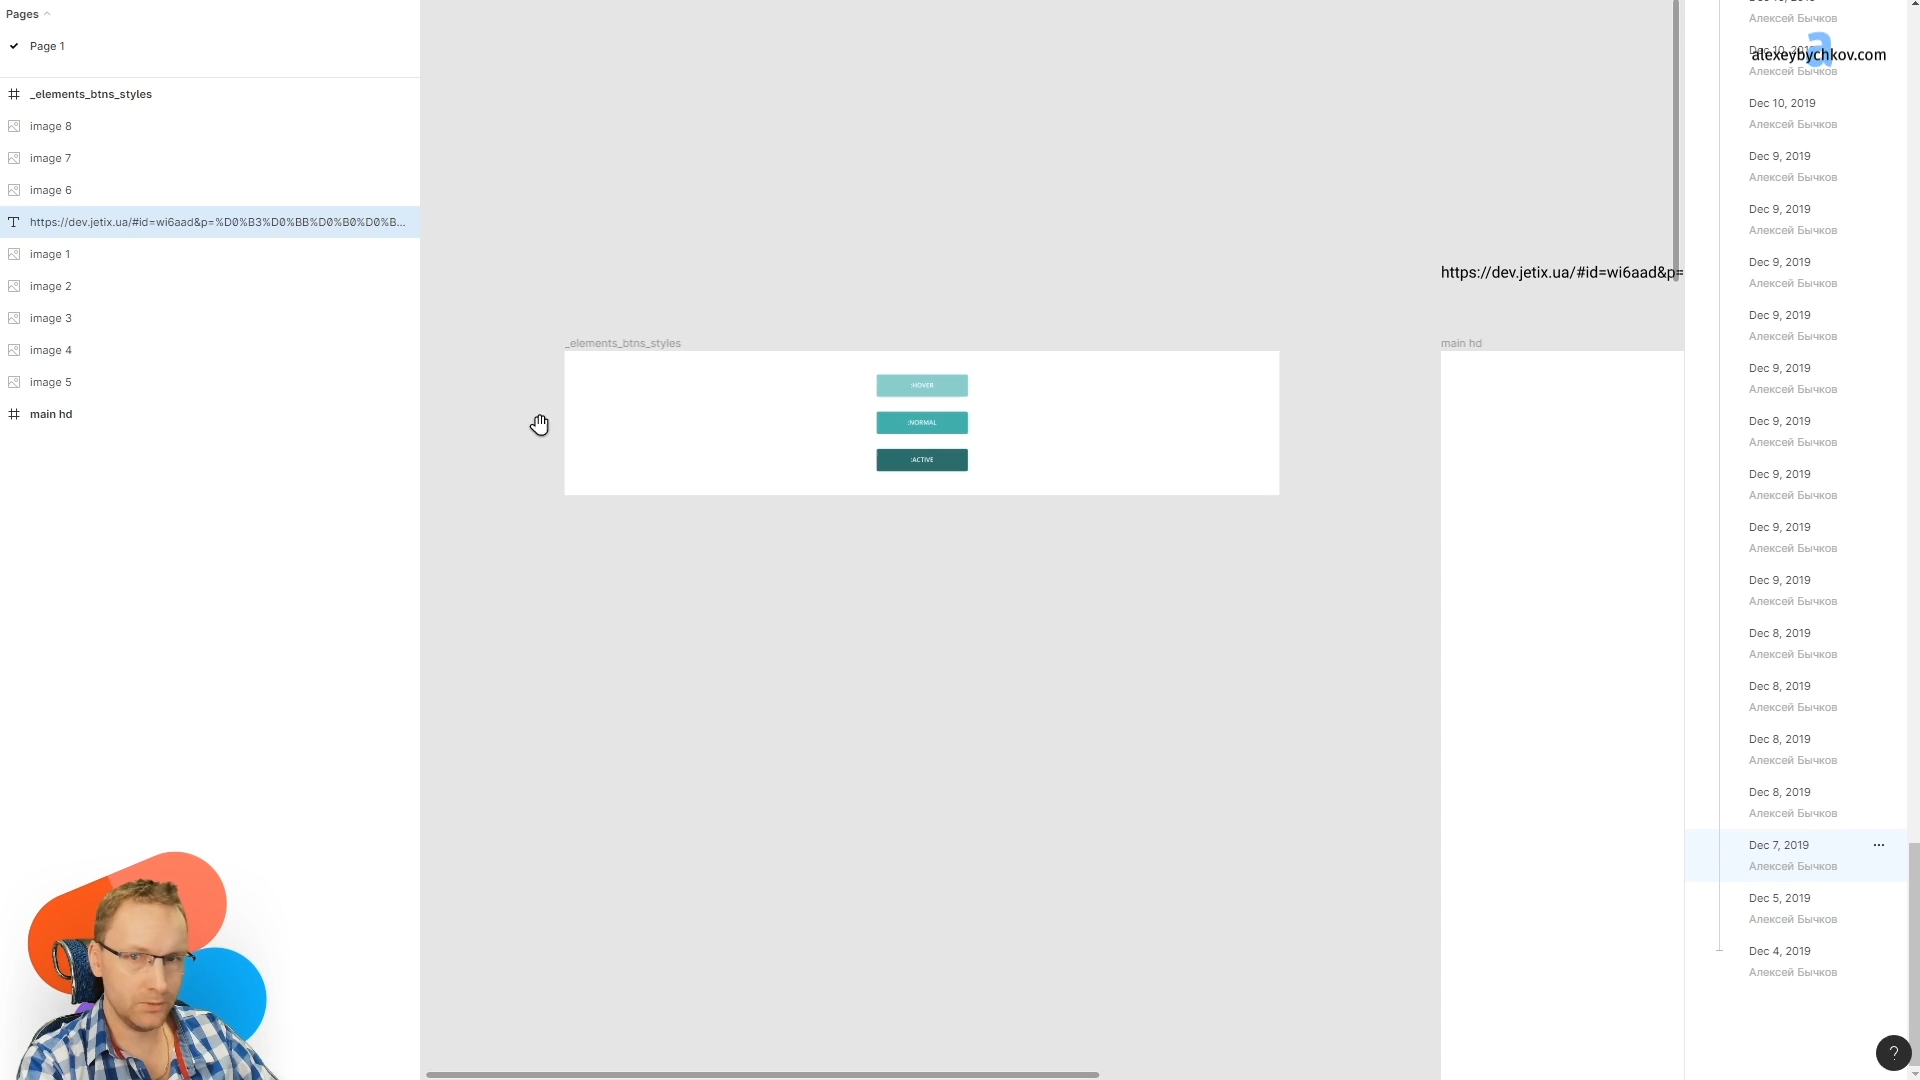 Pages
Page 1
_elements_btns_styles
image 8
image 7
image 6
https://dev.jetix.ua/#id=wi6aad&p=%D0%B3%D0%BB%D0%B0%D0%B...
image 1
image 2
image 3
image 4
image 5
main hd
https://dev.jetix.ua/#id=wi6aad&p=
_elements_btns_styles
:HOVER
:NORMAL
:ACTIVE
main hd
Алексей Бычков
Dec 10, 201
alexeybychkov.com
Алексей Бычков
Dec 10, 2019
Алексей Бычков
Dec 9, 2019
Алексей Бычков
Dec 9, 2019
Алексей Бычков
Dec 9, 2019
Алексей Бычков
Dec 9, 2019
Алексей Бычков
Dec 9, 2019
Алексей Бычков
Dec 9, 2019
Алексей Бычков
Dec 9, 2019
Алексей Бычков
Dec 9, 2019
Алексей Бычков
Dec 9, 2019
Алексей Бычков
Dec 8, 2019
Алексей Бычков
Dec 8, 2019
Алексей Бычков
Dec 8, 2019
Алексей Бычков
Dec 8, 2019
Алексей Бычков
Dec 7, 2019
Алексей Бычков
Dec 5, 2019
Алексей Бычков
Dec 4, 2019
Алексей Бычков
?